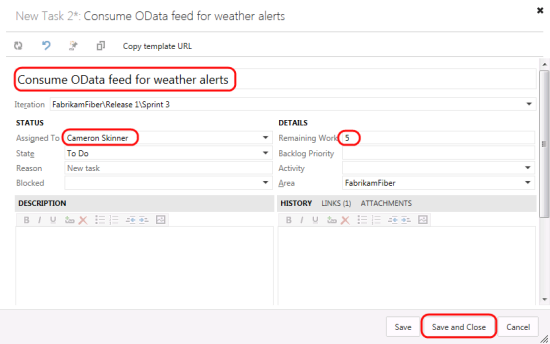 New Task 2*: Consume OData feed for weather alerts
Copy template URL
Consume OData feed for weather alerts
Iteration FabrikamFiber\Release 1\Sprint 3
STATUS
Assigned To Cameron Skinner
State To Do
Reason New task
Blocked
DETAILS
Remaining Work 5
Backlog Priority
Activity
Area FabrikamFiber
DESCRIPTION
B I U
HISTORY LINKS (1) ATTACHMENTS
B I U
Save Save and Close Cancel